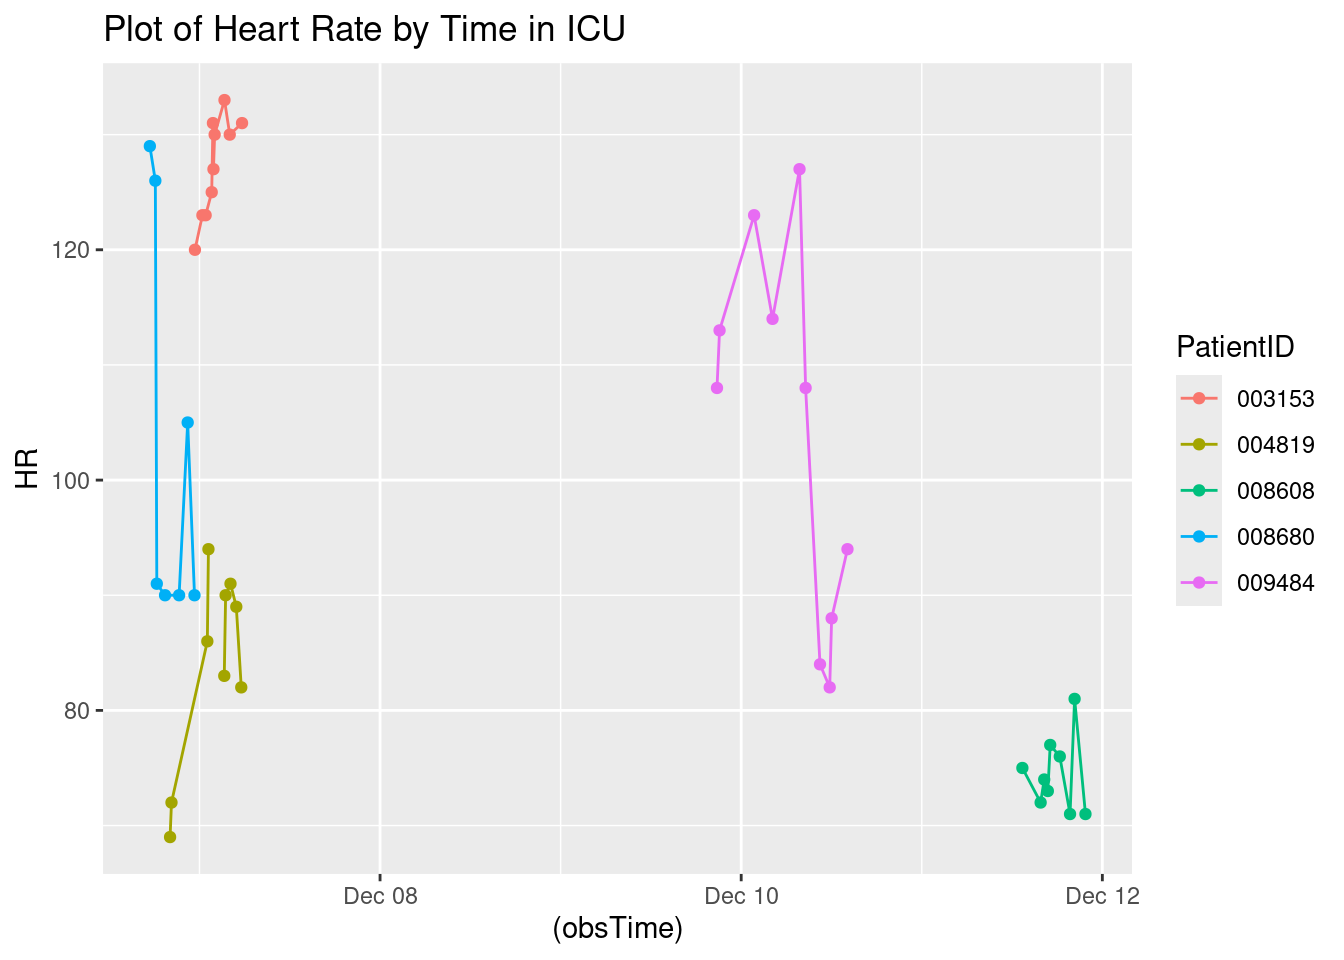 Plot of Heart Rate by Time in ICU
120
100
80
HR
Dec 08
Dec 10
Dec 12
(obsTime)
PatientID
003153
004819
008608
008680
009484